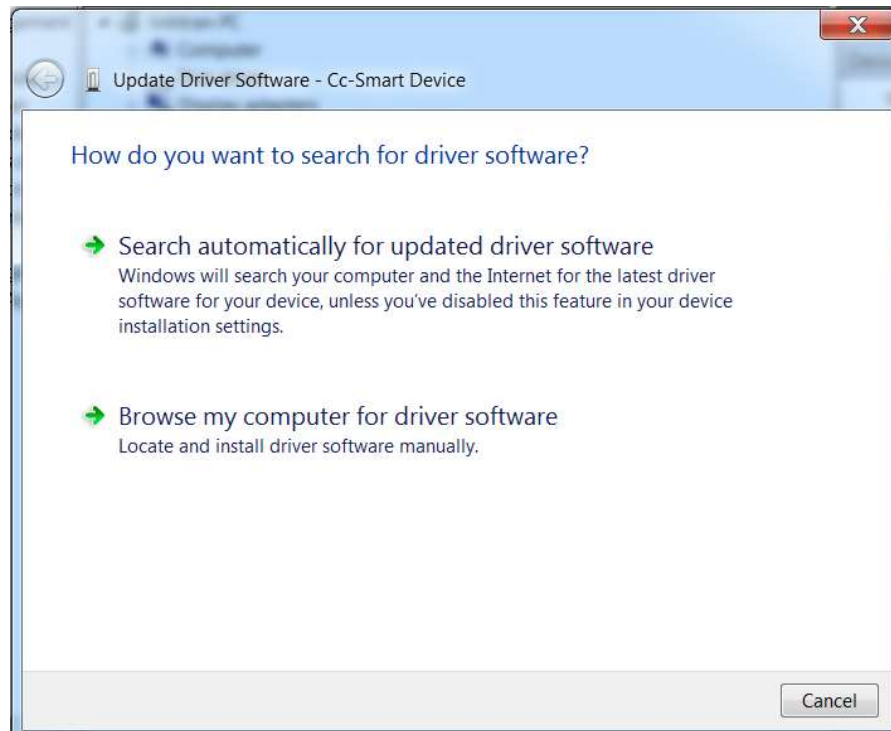 Computer
Update Driver Software - Cc-Smart Device
Display adapters
How do you want to search for driver software?
Search automatically for updated driver software
Windows will search your computer and the Internet for the latest driver
software for your device, unless you've disabled this feature in your device
installation settings.
Browse my computer for driver software
Locate and install driver software manually.
Cancel